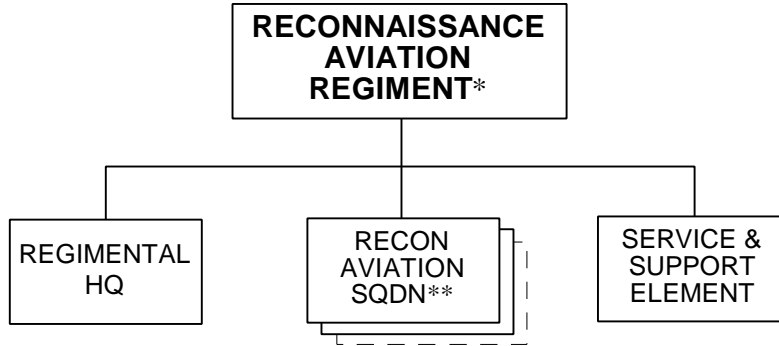 RECONNAISSANCE
AVIATION
REGIMENT*
REGIMENTAL
HQ
RECON
AVIATION
SQDN**
SERVICE &
SUPPORT
ELEMENT